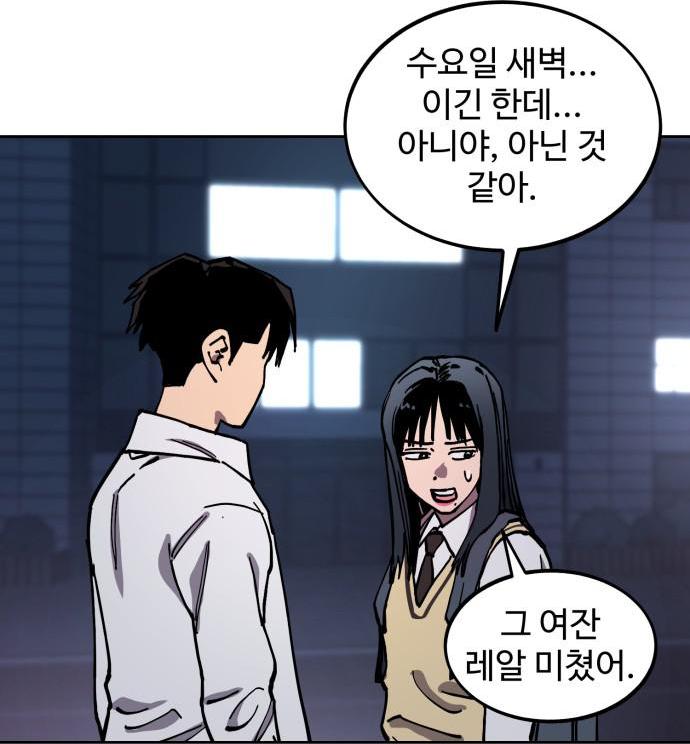 수요일 새벽...
이긴 한데...
아니야, 아닌 것
같아.
그 여잔
레알 미쳤어.